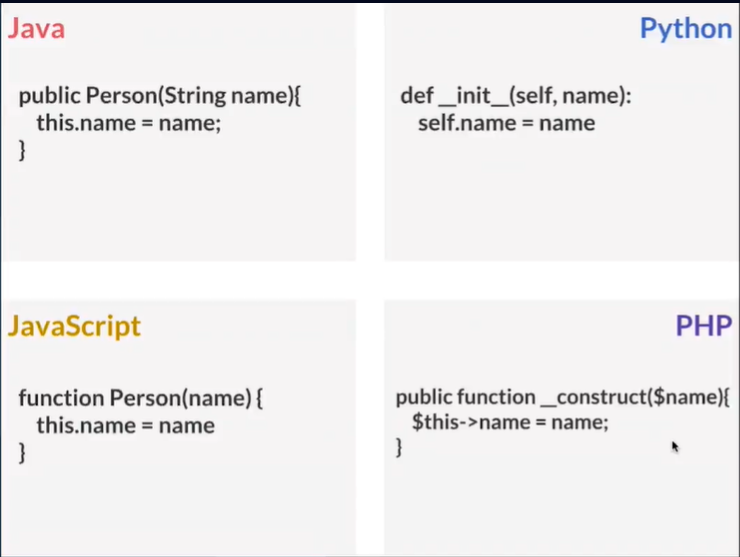 Java
public Person(String name){
this.name = name;
}
Python
def __init__(self, name):
self.name = name
JavaScript
function Person(name) {
this.name = name
}
PHP
public function __construct($name){
$this->name = name;
}